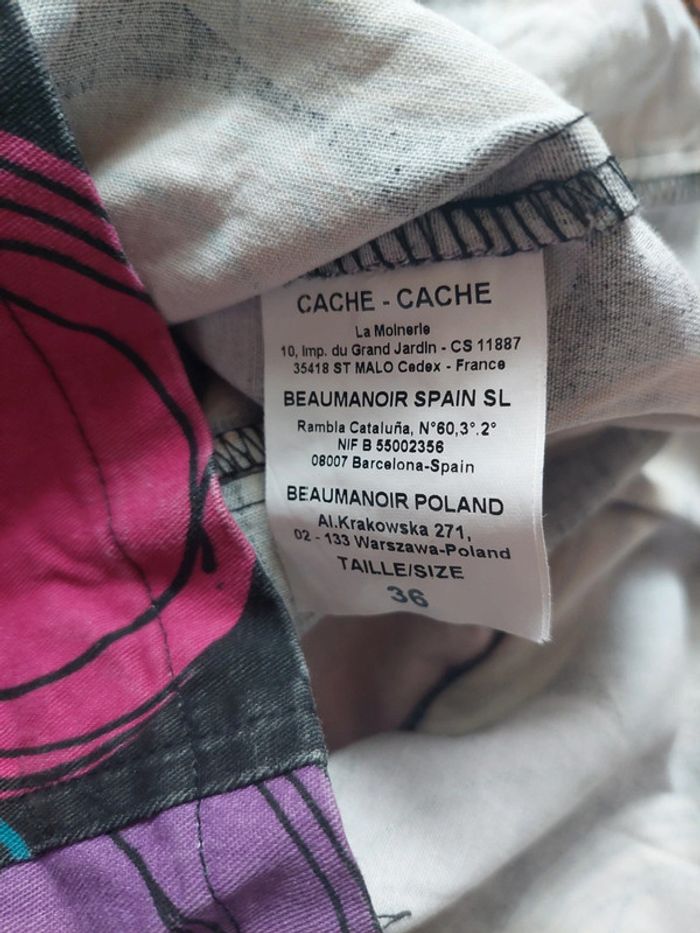 CACHE - CACHE
La Moinerie
10, Imp. du Grand Jardin - CS 11887
35418 ST MALO Cedex - France
BEAUMANOIR SPAIN SL
Rambla Cataluña, N°60,3°.2°
NIF B 55002356
08007 Barcelona-Spain
BEAUMANOIR POLAND
Al.Krakowska 271,
02 - 133 Warszawa-Poland
TAILLE/SIZE
36